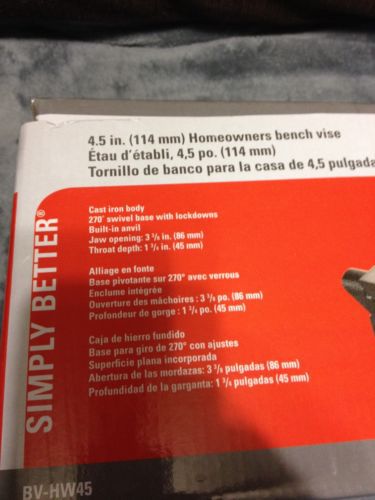 4.5 in. (114 mm) Homeowners bench vise
Étau d'établi, 4,5 po. (114 mm)
Tornillo de banco para la casa de 4,5 pulgada
SIMPLY BETTER®
Cast iron body
270˚ swivel base with lockdowns
Built-in anvil
Jaw opening: 3 3/8 in. (86 mm)
Throat depth: 1 3/4 in. (45 mm)
Alliage en fonte
Base pivotante sur 270° avec verrous
Enclume intégrée
Ouverture des mâchoires : 3 3/8 po. (86 mm)
Profondeur de gorge : 1 3/4 po. (45 mm)
Caja de hierro fundido
Base para giro de 270° con ajustes
Superficie plana incorporada
Abertura de las mordazas: 3 3/8 pulgadas (86 mm)
Profundidad de la garganta: 1 3/4 pulgadas (45 mm)
BV-HW45